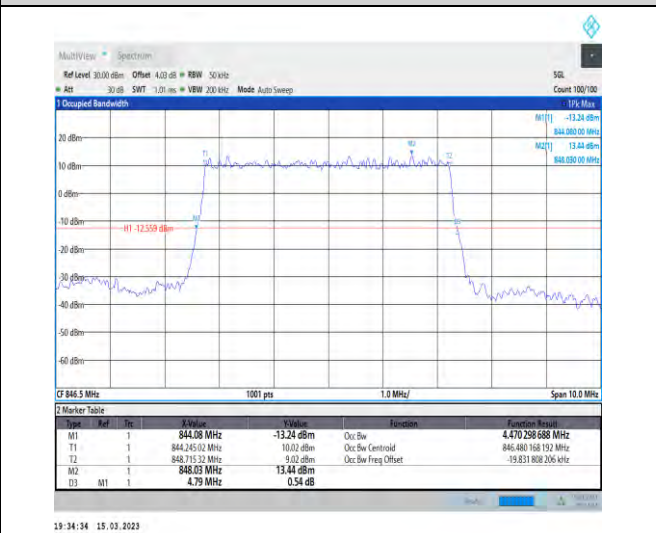 MultiView Spectrum
Ref Level 30.00 dBm Offset 4.03 dB RBW 50 kHz SGL
Att 30 dB SWT 1.01 ms VBW 200 kHz Mode Auto Sweep Count 100/100
1 Occupied Bandwidth 1Pk Max
M1[1] -13.24 dBm
844.08000 MHz
M2[1] 13.44 dBm
848.03000 MHz
20 dBm
T1 M2 T2
10 dBm
0 dBm
-10 dBm
H1 -12.559 dBm
-20 dBm
-30 dBm
-40 dBm
-50 dBm
-60 dBm
CF 846.5 MHz 1001 pts 1.0 MHz/ Span 10.0 MHz
2 Marker Table
Type Ref Trc X-Value Y-Value Function Function Result
M1 1 844.08 MHz -13.24 dBm Occ Bw 4.470 298 688 MHz
T1 1 844.245 02 MHz 10.02 dBm Occ Bw Centroid 846.480 168 192 MHz
T2 1 848.715 32 MHz 9.02 dBm Occ Bw Freq Offset -19.831 808 206 kHz
M2 1 848.03 MHz 13.44 dBm
D3 M1 1 4.79 MHz 0.54 dB
19:34:34 15.03.2023